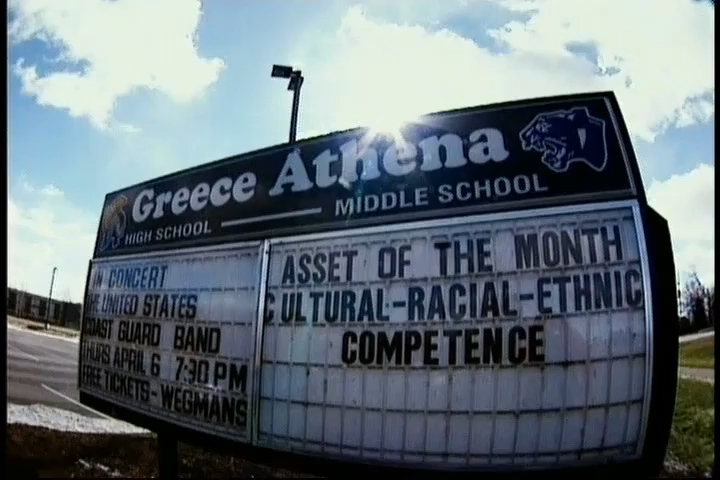 Greece Athena
HIGH SCHOOL MIDDLE SCHOOL
IN CONCERT
THE UNITED STATES
COAST GUARD BAND
THURS APRIL 6 7:30 PM
FREE TICKETS-WEGMANS
ASSET OF THE MONTH
CULTURAL-RACIAL-ETHNIC
COMPETENCE